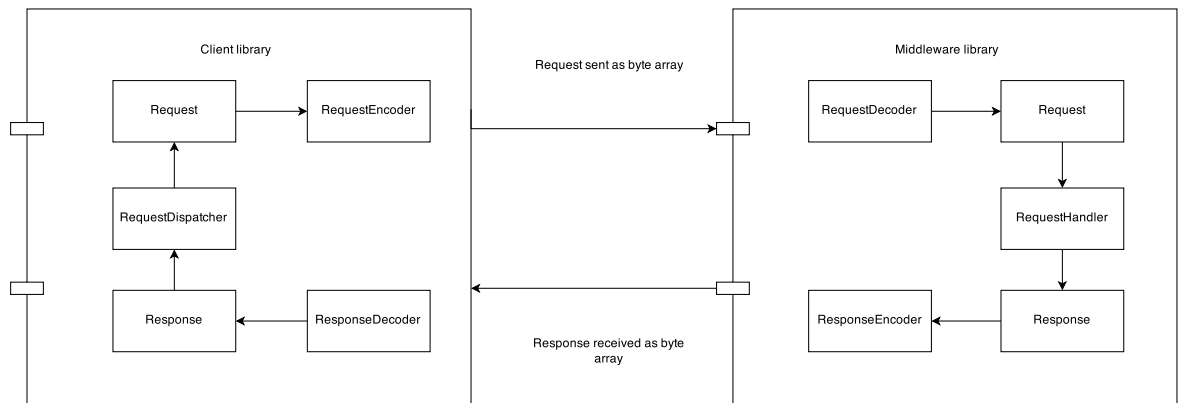 Client library
Request
RequestEncoder
RequestDispatcher
Response
ResponseDecoder
Request sent as byte array
Response received as byte
array
Middleware library
RequestDecoder
Request
RequestHandler
ResponseEncoder
Response